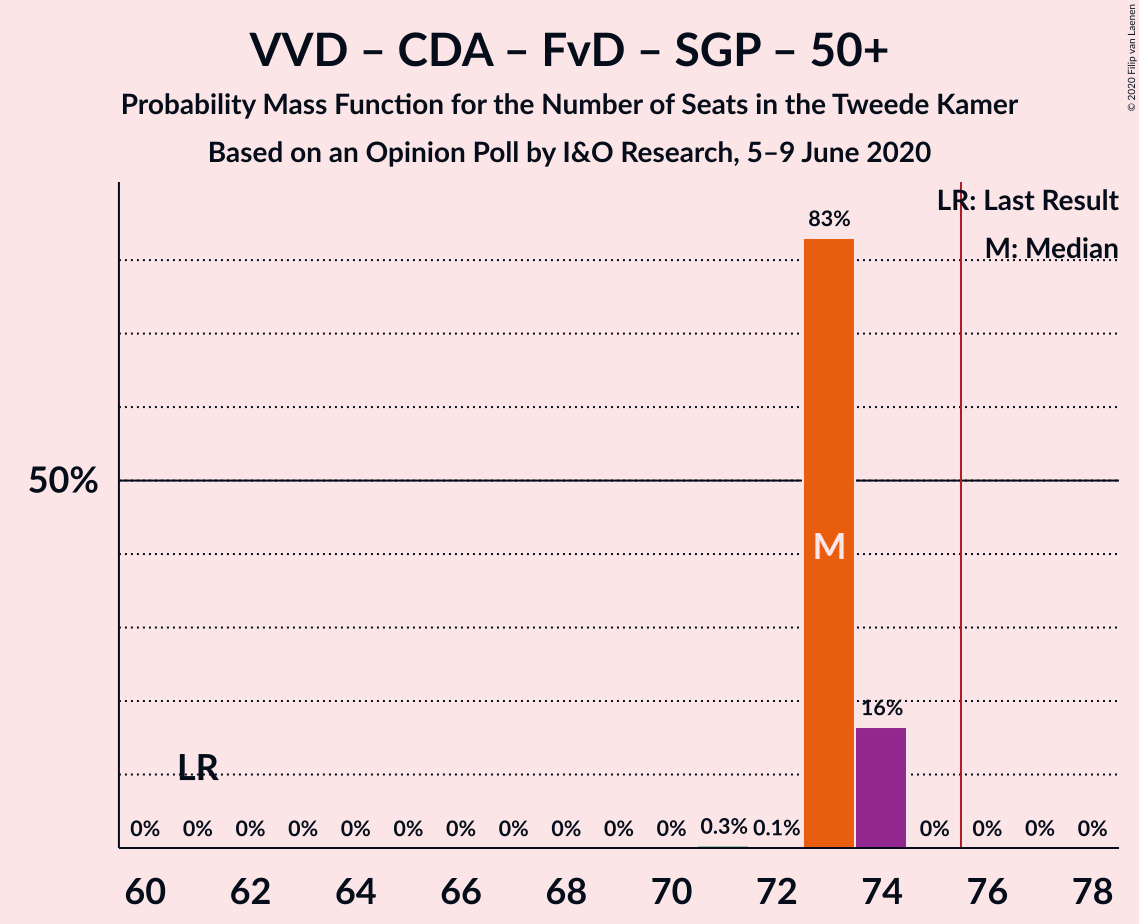 VVD – CDA – FvD – SGP – 50+
Probability Mass Function for the Number of Seats in the Tweede Kamer
Based on an Opinion Poll by I&O Research, 5–9 June 2020
© 2020 Filip van Laenen
LR: Last Result
M: Median
83%
50%
M
16%
LR
0% 0% 0% 0% 0% 0% 0% 0% 0% 0% 0% 0.3% 0.1% 0% 0% 0% 0%
60 62 64 66 68 70 72 74 76 78